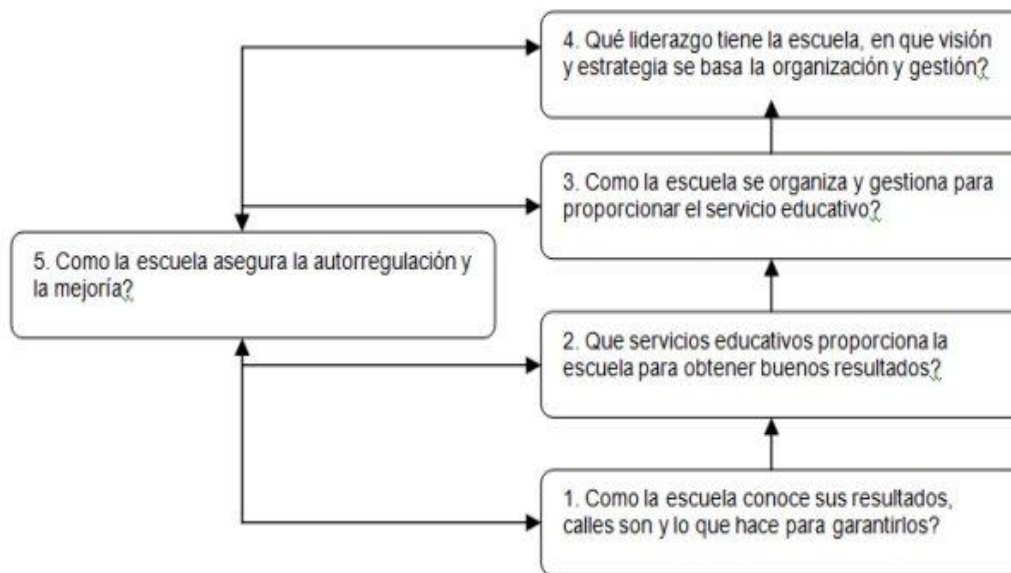 4. Qué liderazgo tiene la escuela, en que visión
y estrategia se basa la organización y gestión?
3. Como la escuela se organiza y gestiona para
proporcionar el servicio educativo?
5. Como la escuela asegura la autorregulación y
la mejoría?
2. Que servicios educativos proporciona la
escuela para obtener buenos resultados?
1. Como la escuela conoce sus resultados,
calles son y lo que hace para garantirlos?